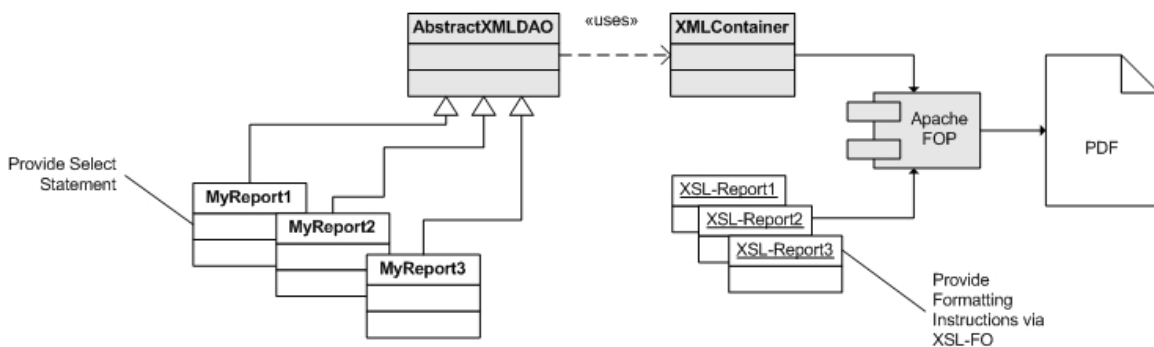 AbstractXMLDAO
«uses»
XMLContainer
Apache
FOP
PDF
Provide Select
Statement
MyReport1
MyReport2
MyReport3
XSL-Report1
XSL-Report2
XSL-Report3
Provide
Formatting
Instructions via
XSL-FO